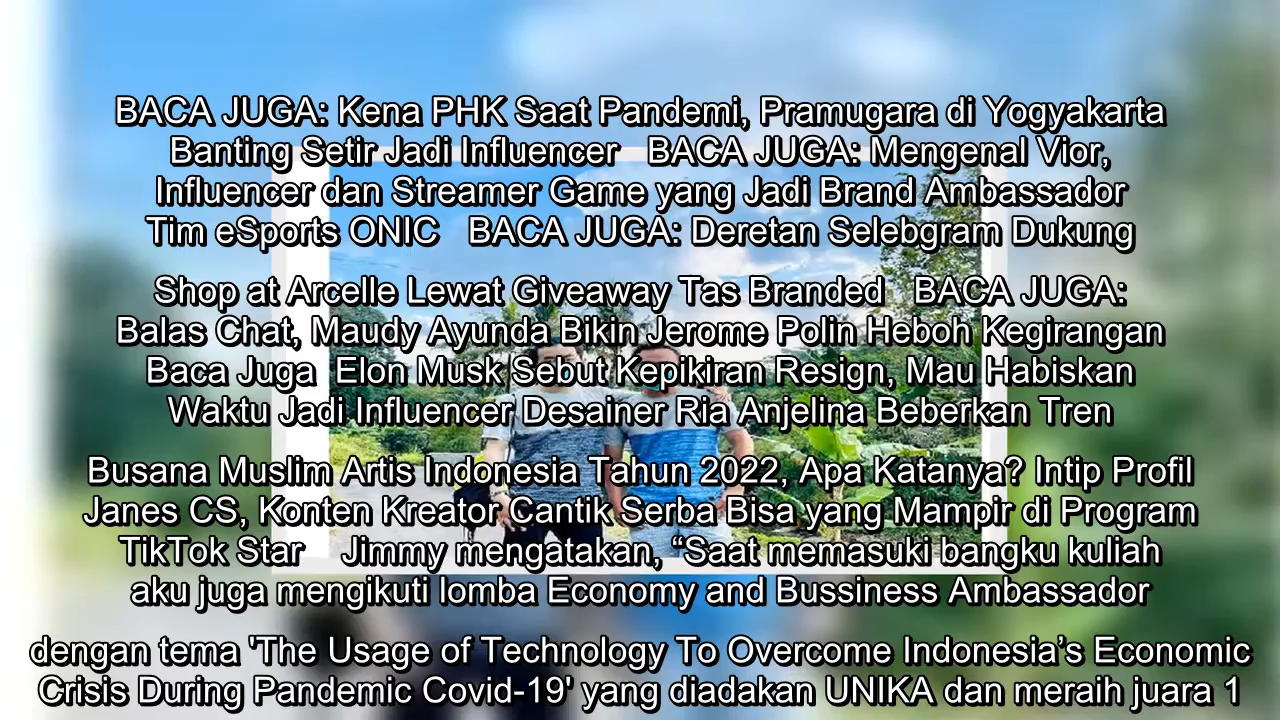 BACA JUGA: Kena PHK Saat Pandemi, Pramugara di Yogyakarta
Banting Setir Jadi Influencer   BACA JUGA: Mengenal Vior,
Influencer dan Streamer Game yang Jadi Brand Ambassador
Tim eSports ONIC   BACA JUGA: Deretan Selebgram Dukung
Shop at Arcelle Lewat Giveaway Tas Branded   BACA JUGA:
Balas Chat, Maudy Ayunda Bikin Jerome Polin Heboh Kegirangan
Baca Juga  Elon Musk Sebut Kepikiran Resign, Mau Habiskan
Waktu Jadi Influencer Desainer Ria Anjelina Beberkan Tren
Busana Muslim Artis Indonesia Tahun 2022, Apa Katanya? Intip Profil
Janes CS, Konten Kreator Cantik Serba Bisa yang Mampir di Program
TikTok Star    Jimmy mengatakan, “Saat memasuki bangku kuliah
aku juga mengikuti lomba Economy and Bussiness Ambassador
dengan tema 'The Usage of Technology To Overcome Indonesia’s Economic
Crisis During Pandemic Covid-19' yang diadakan UNIKA dan meraih juara 1